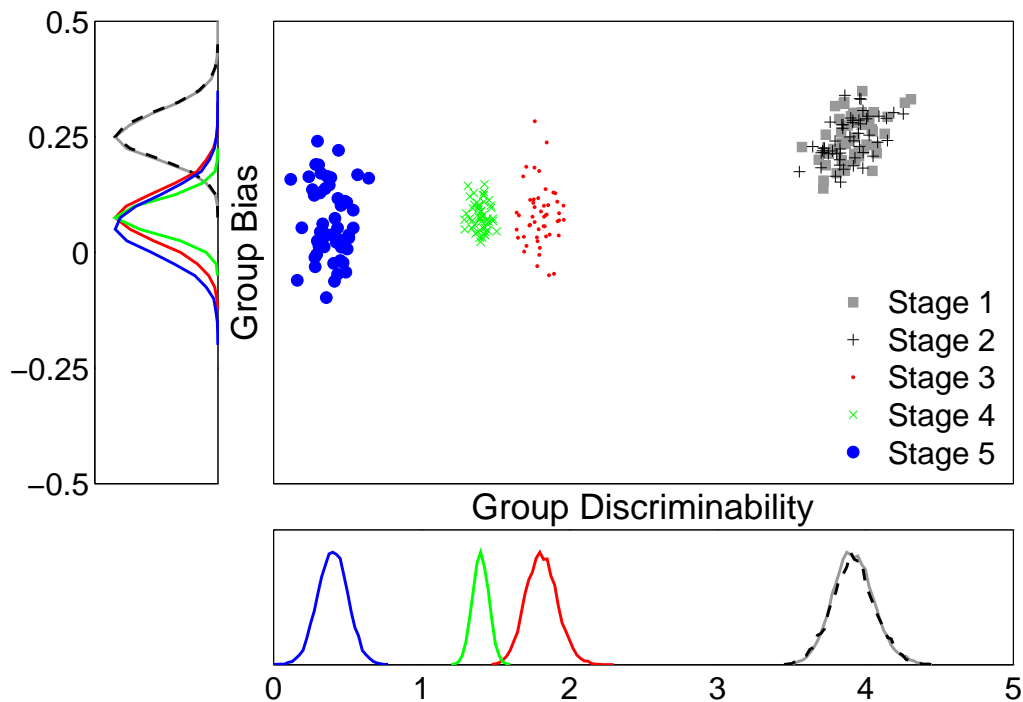 0.5
0.25
0
−0.25
−0.5
Group Bias
Stage 1
Stage 2
Stage 3
Stage 4
Stage 5
Group Discriminability
0 1 2 3 4 5